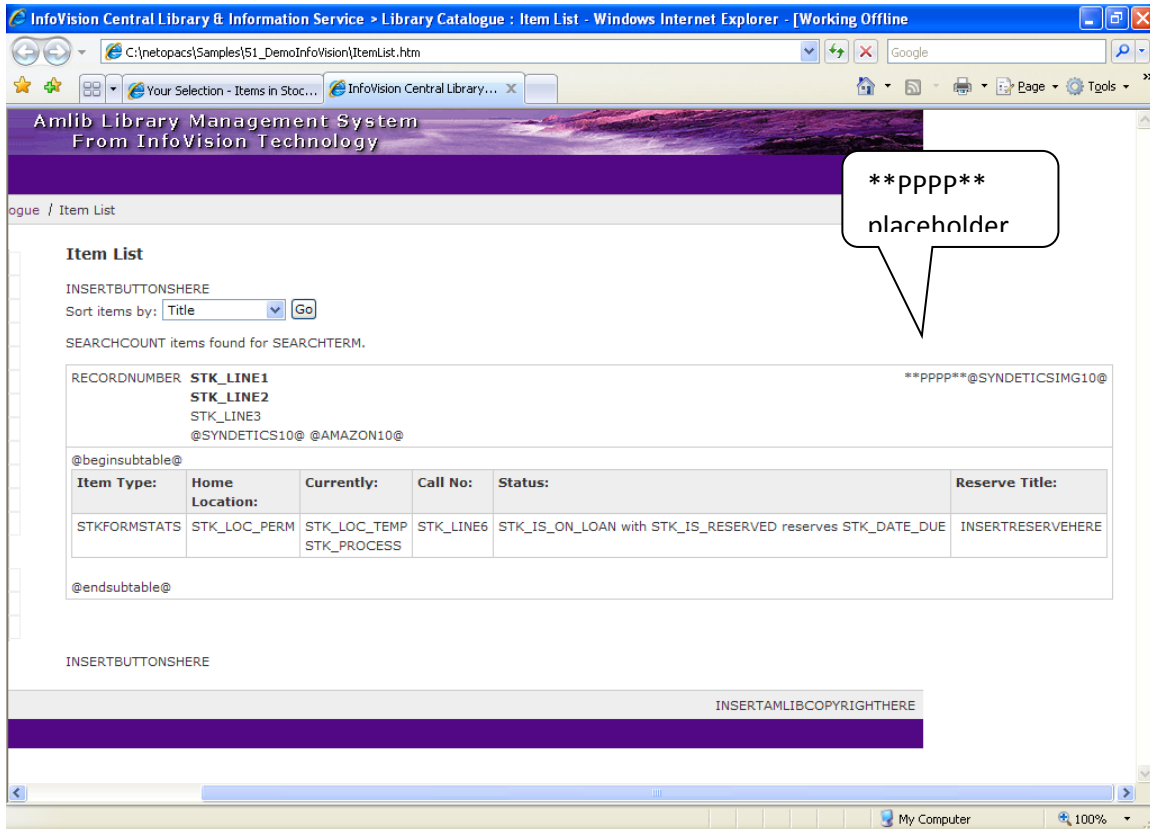 InfoVision Central Library & Information Service > Library Catalogue : Item List - Windows Internet Explorer - [Working Offline
C:\netopacs\Samples\51_DemoInfoVision\ItemList.htm
Google
Your Selection - Items in Stoc...
InfoVision Central Library...
Page
Tools
Amlib Library Management System
From InfoVision Technology
**PPPP**
placeholder
ogue / Item List
Item List
INSERTBUTTONSHERE
Sort items by: Title Go
SEARCHCOUNT items found for SEARCHTERM.
RECORDNUMBER STK_LINE1 **PPPP**@SYNDETICSIMG10@
STK_LINE2
STK_LINE3
@SYNDETICS10@ @AMAZON10@
@beginsubtable@
Item Type: Home Location: Currently: Call No: Status: Reserve Title:
STKFORMSTATS STK_LOC_PERM STK_LOC_TEMP STK_LINE6 STK_IS_ON_LOAN with STK_IS_RESERVED reserves STK_DATE_DUE INSERTRESERVEHERE
STK_PROCESS
@endsubtable@
INSERTBUTTONSHERE
INSERTAMLIBCOPYRIGHTHERE
My Computer 100%